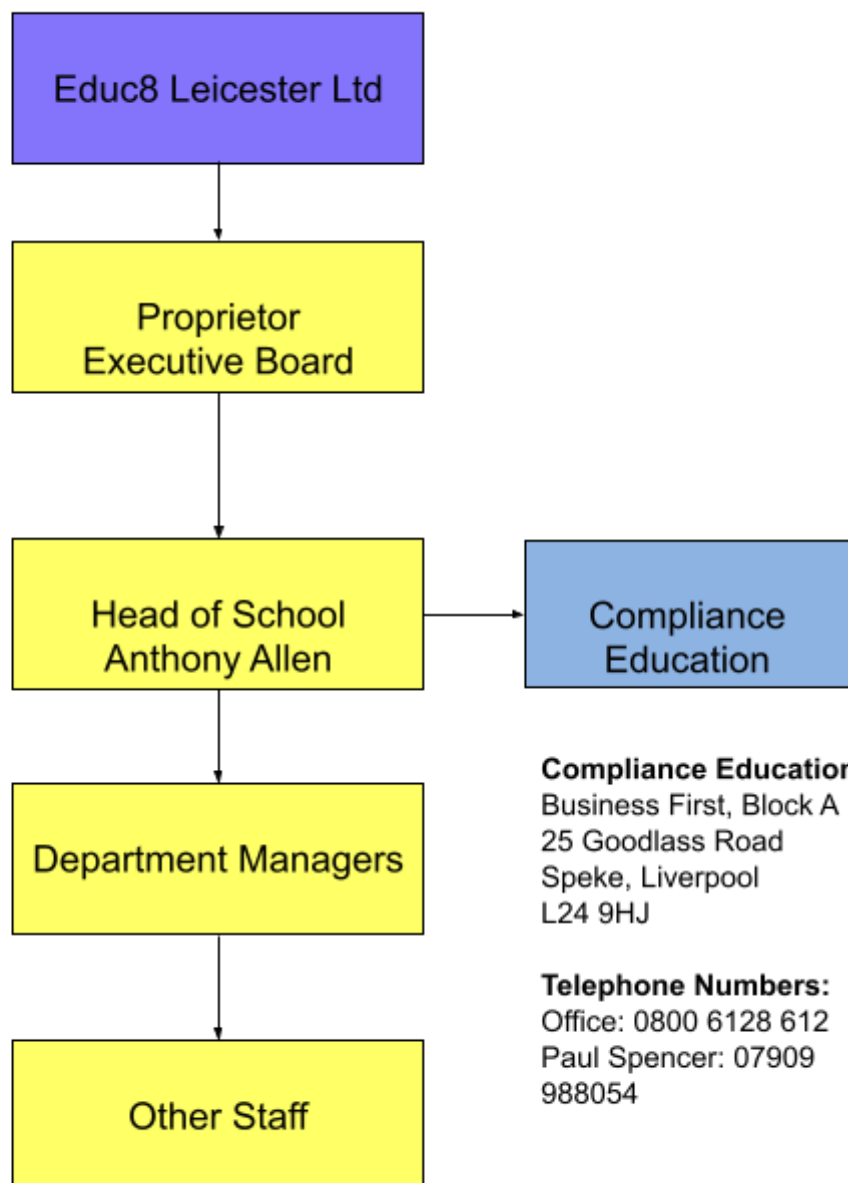 Educ8 Leicester Ltd
Proprietor
Executive Board
Head of School
Anthony Allen
Compliance
Education
Department Managers
Compliance Education
Business First, Block A
25 Goodlass Road
Speke, Liverpool
L24 9HJ
Telephone Numbers:
Office: 0800 6128 612
Paul Spencer: 07909
988054
Other Staff